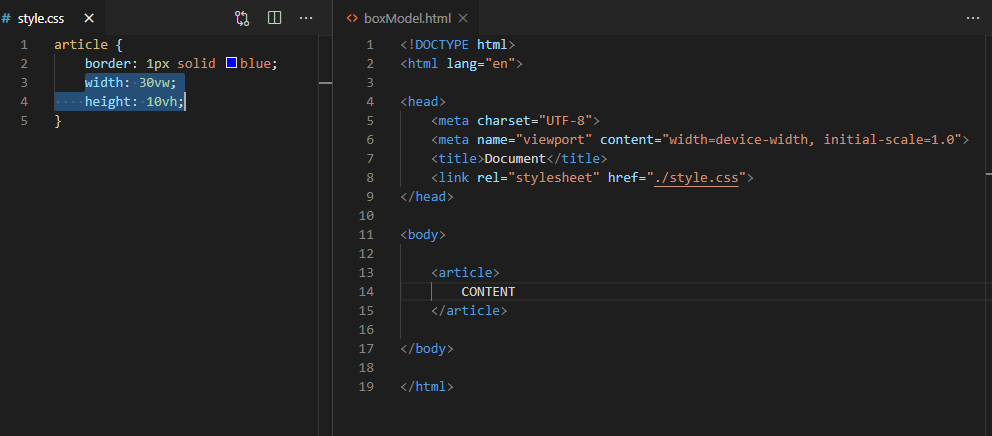 # style.css
1 article {
2     border: 1px solid blue;
3     width: 30vw;
4     height: 10vh;
5 }
<> boxModel.html
1 <!DOCTYPE html>
2 <html lang="en">
3
4 <head>
5     <meta charset="UTF-8">
6     <meta name="viewport" content="width=device-width, initial-scale=1.0">
7     <title>Document</title>
8     <link rel="stylesheet" href="./style.css">
9 </head>
10
11 <body>
12
13     <article>
14         CONTENT
15     </article>
16
17 </body>
18
19 </html>